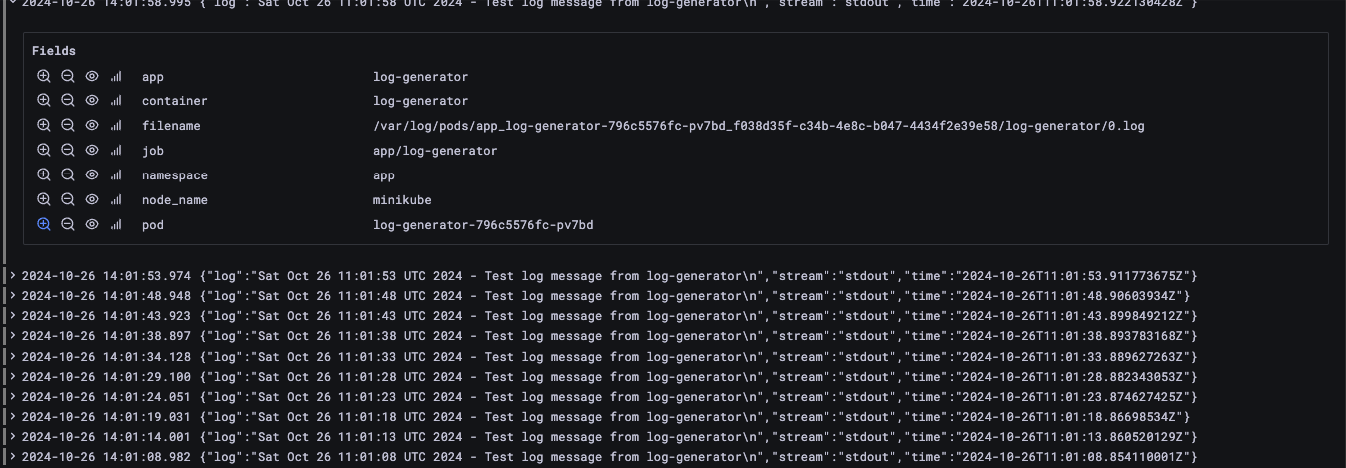 2024-10-26 14:01:58.995 {"log":"Sat Oct 26 11:01:58 UTC 2024 - Test log message from log-generator\n","stream":"stdout","time":"2024-10-26T11:01:58.922130428Z"}
Fields
app log-generator
container log-generator
filename /var/log/pods/app_log-generator-796c5576fc-pv7bd_f038d35f-c34b-4e8c-b047-4434f2e39e58/log-generator/0.log
job app/log-generator
namespace app
node_name minikube
pod log-generator-796c5576fc-pv7bd
2024-10-26 14:01:53.974 {"log":"Sat Oct 26 11:01:53 UTC 2024 - Test log message from log-generator\n","stream":"stdout","time":"2024-10-26T11:01:53.911773675Z"}
2024-10-26 14:01:48.948 {"log":"Sat Oct 26 11:01:48 UTC 2024 - Test log message from log-generator\n","stream":"stdout","time":"2024-10-26T11:01:48.90603934Z"}
2024-10-26 14:01:43.923 {"log":"Sat Oct 26 11:01:43 UTC 2024 - Test log message from log-generator\n","stream":"stdout","time":"2024-10-26T11:01:43.899849212Z"}
2024-10-26 14:01:38.897 {"log":"Sat Oct 26 11:01:38 UTC 2024 - Test log message from log-generator\n","stream":"stdout","time":"2024-10-26T11:01:38.893783168Z"}
2024-10-26 14:01:34.128 {"log":"Sat Oct 26 11:01:33 UTC 2024 - Test log message from log-generator\n","stream":"stdout","time":"2024-10-26T11:01:33.889627263Z"}
2024-10-26 14:01:29.100 {"log":"Sat Oct 26 11:01:28 UTC 2024 - Test log message from log-generator\n","stream":"stdout","time":"2024-10-26T11:01:28.882343053Z"}
2024-10-26 14:01:24.051 {"log":"Sat Oct 26 11:01:23 UTC 2024 - Test log message from log-generator\n","stream":"stdout","time":"2024-10-26T11:01:23.874627425Z"}
2024-10-26 14:01:19.031 {"log":"Sat Oct 26 11:01:18 UTC 2024 - Test log message from log-generator\n","stream":"stdout","time":"2024-10-26T11:01:18.86698534Z"}
2024-10-26 14:01:14.001 {"log":"Sat Oct 26 11:01:13 UTC 2024 - Test log message from log-generator\n","stream":"stdout","time":"2024-10-26T11:01:13.860520129Z"}
2024-10-26 14:01:08.982 {"log":"Sat Oct 26 11:01:08 UTC 2024 - Test log message from log-generator\n","stream":"stdout","time":"2024-10-26T11:01:08.854110001Z"}